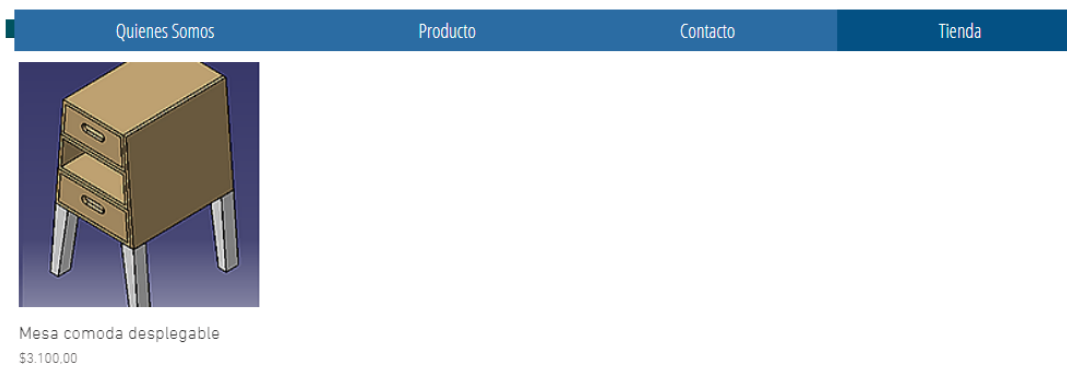 Quienes Somos
Producto
Contacto
Tienda
Mesa comoda desplegable
$3.100,00